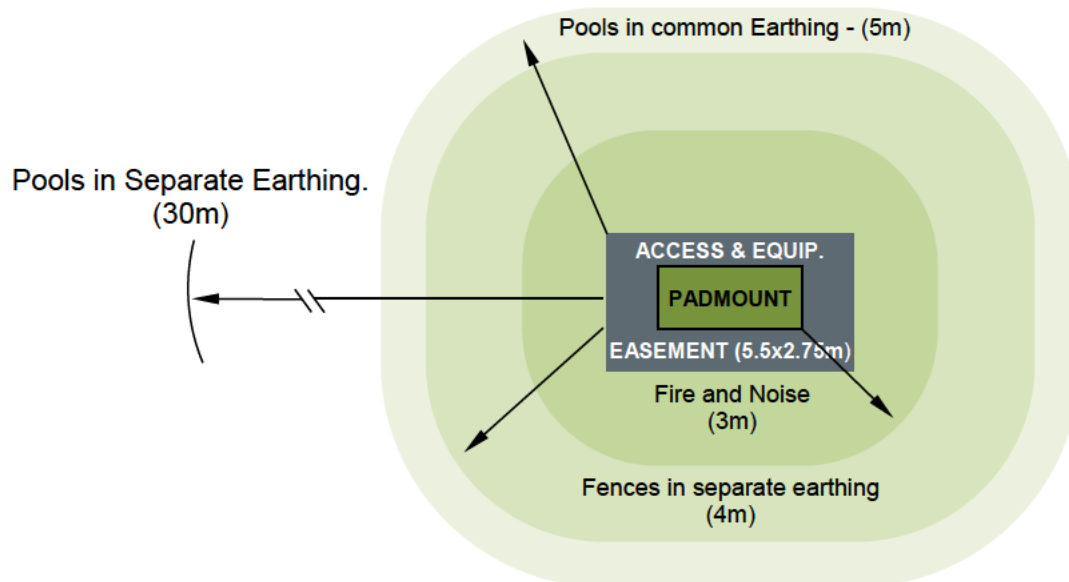 Pools in common Earthing - (5m)
Pools in Separate Earthing.
(30m)
ACCESS & EQUIP.
PADMOUNT
EASEMENT (5.5x2.75m)
Fire and Noise
(3m)
Fences in separate earthing
(4m)